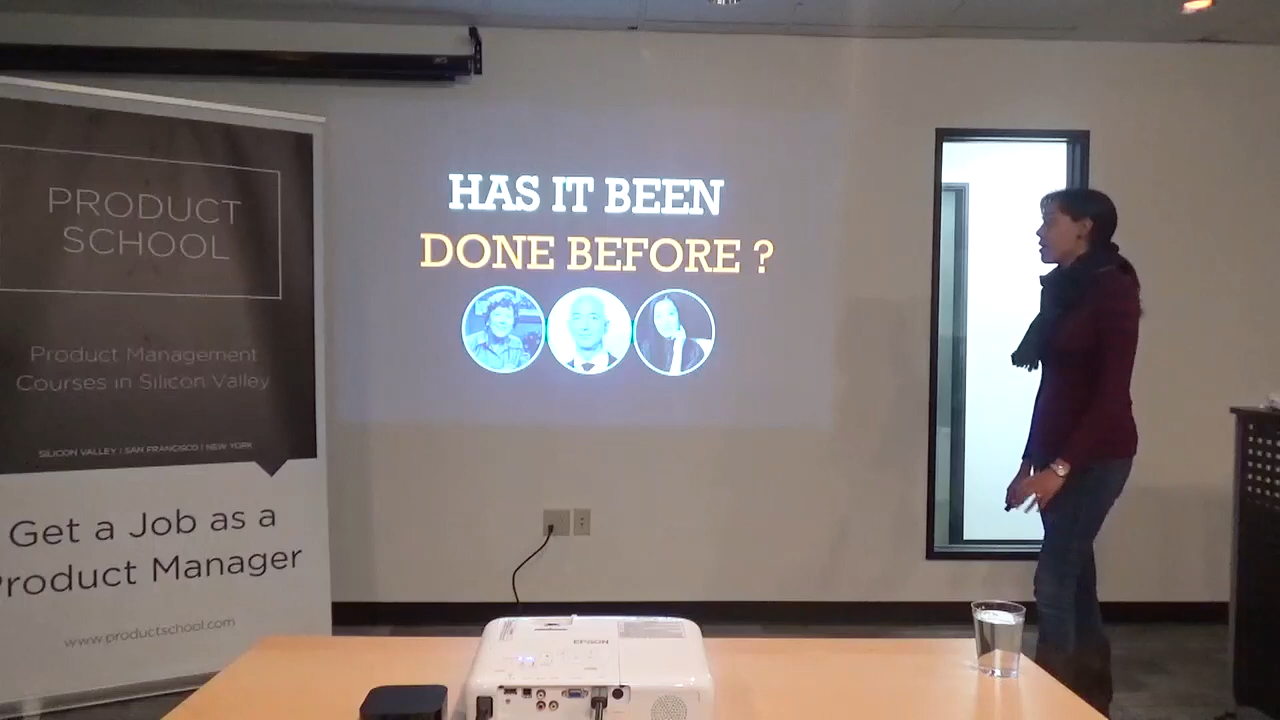 PRODUCT
SCHOOL
Product Management
Courses in Silicon Valley
SILICON VALLEY | SAN FRANCISCO | NEW YORK
Get a Job as a
Product Manager
www.productschool.com
HAS IT BEEN
DONE BEFORE ?
EPSON